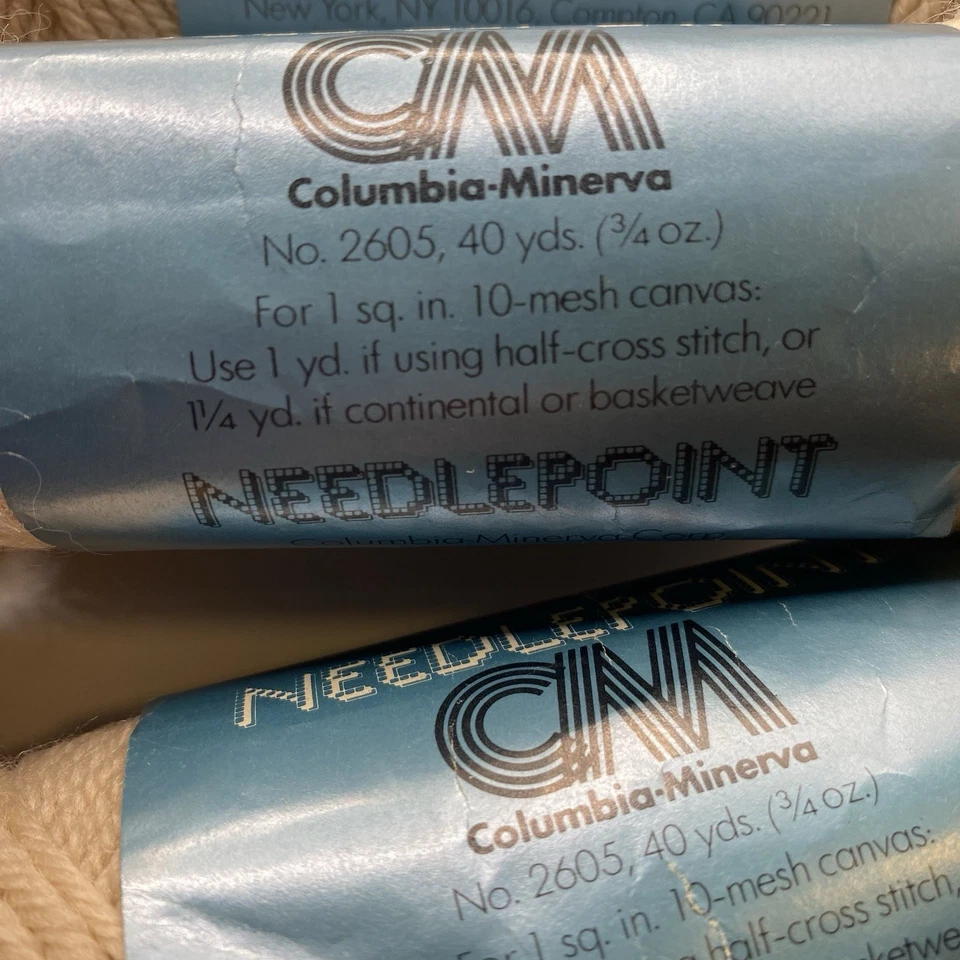 New York, NY 10016, Compton, CA 90221
CM
Columbia-Minerva
No. 2605, 40 yds. (¾ oz.)
For 1 sq. in. 10-mesh canvas:
Use 1 yd. if using half-cross stitch, or
1¼ yd. if continental or basketweave
NEEDLEPOINT
Columbia-Minerva Corp.
NEEDLEPOINT
CM
Columbia-Minerva
No. 2605, 40 yds. (¾ oz.)
For 1 sq. in. 10-mesh canvas:
half-cross stitch,